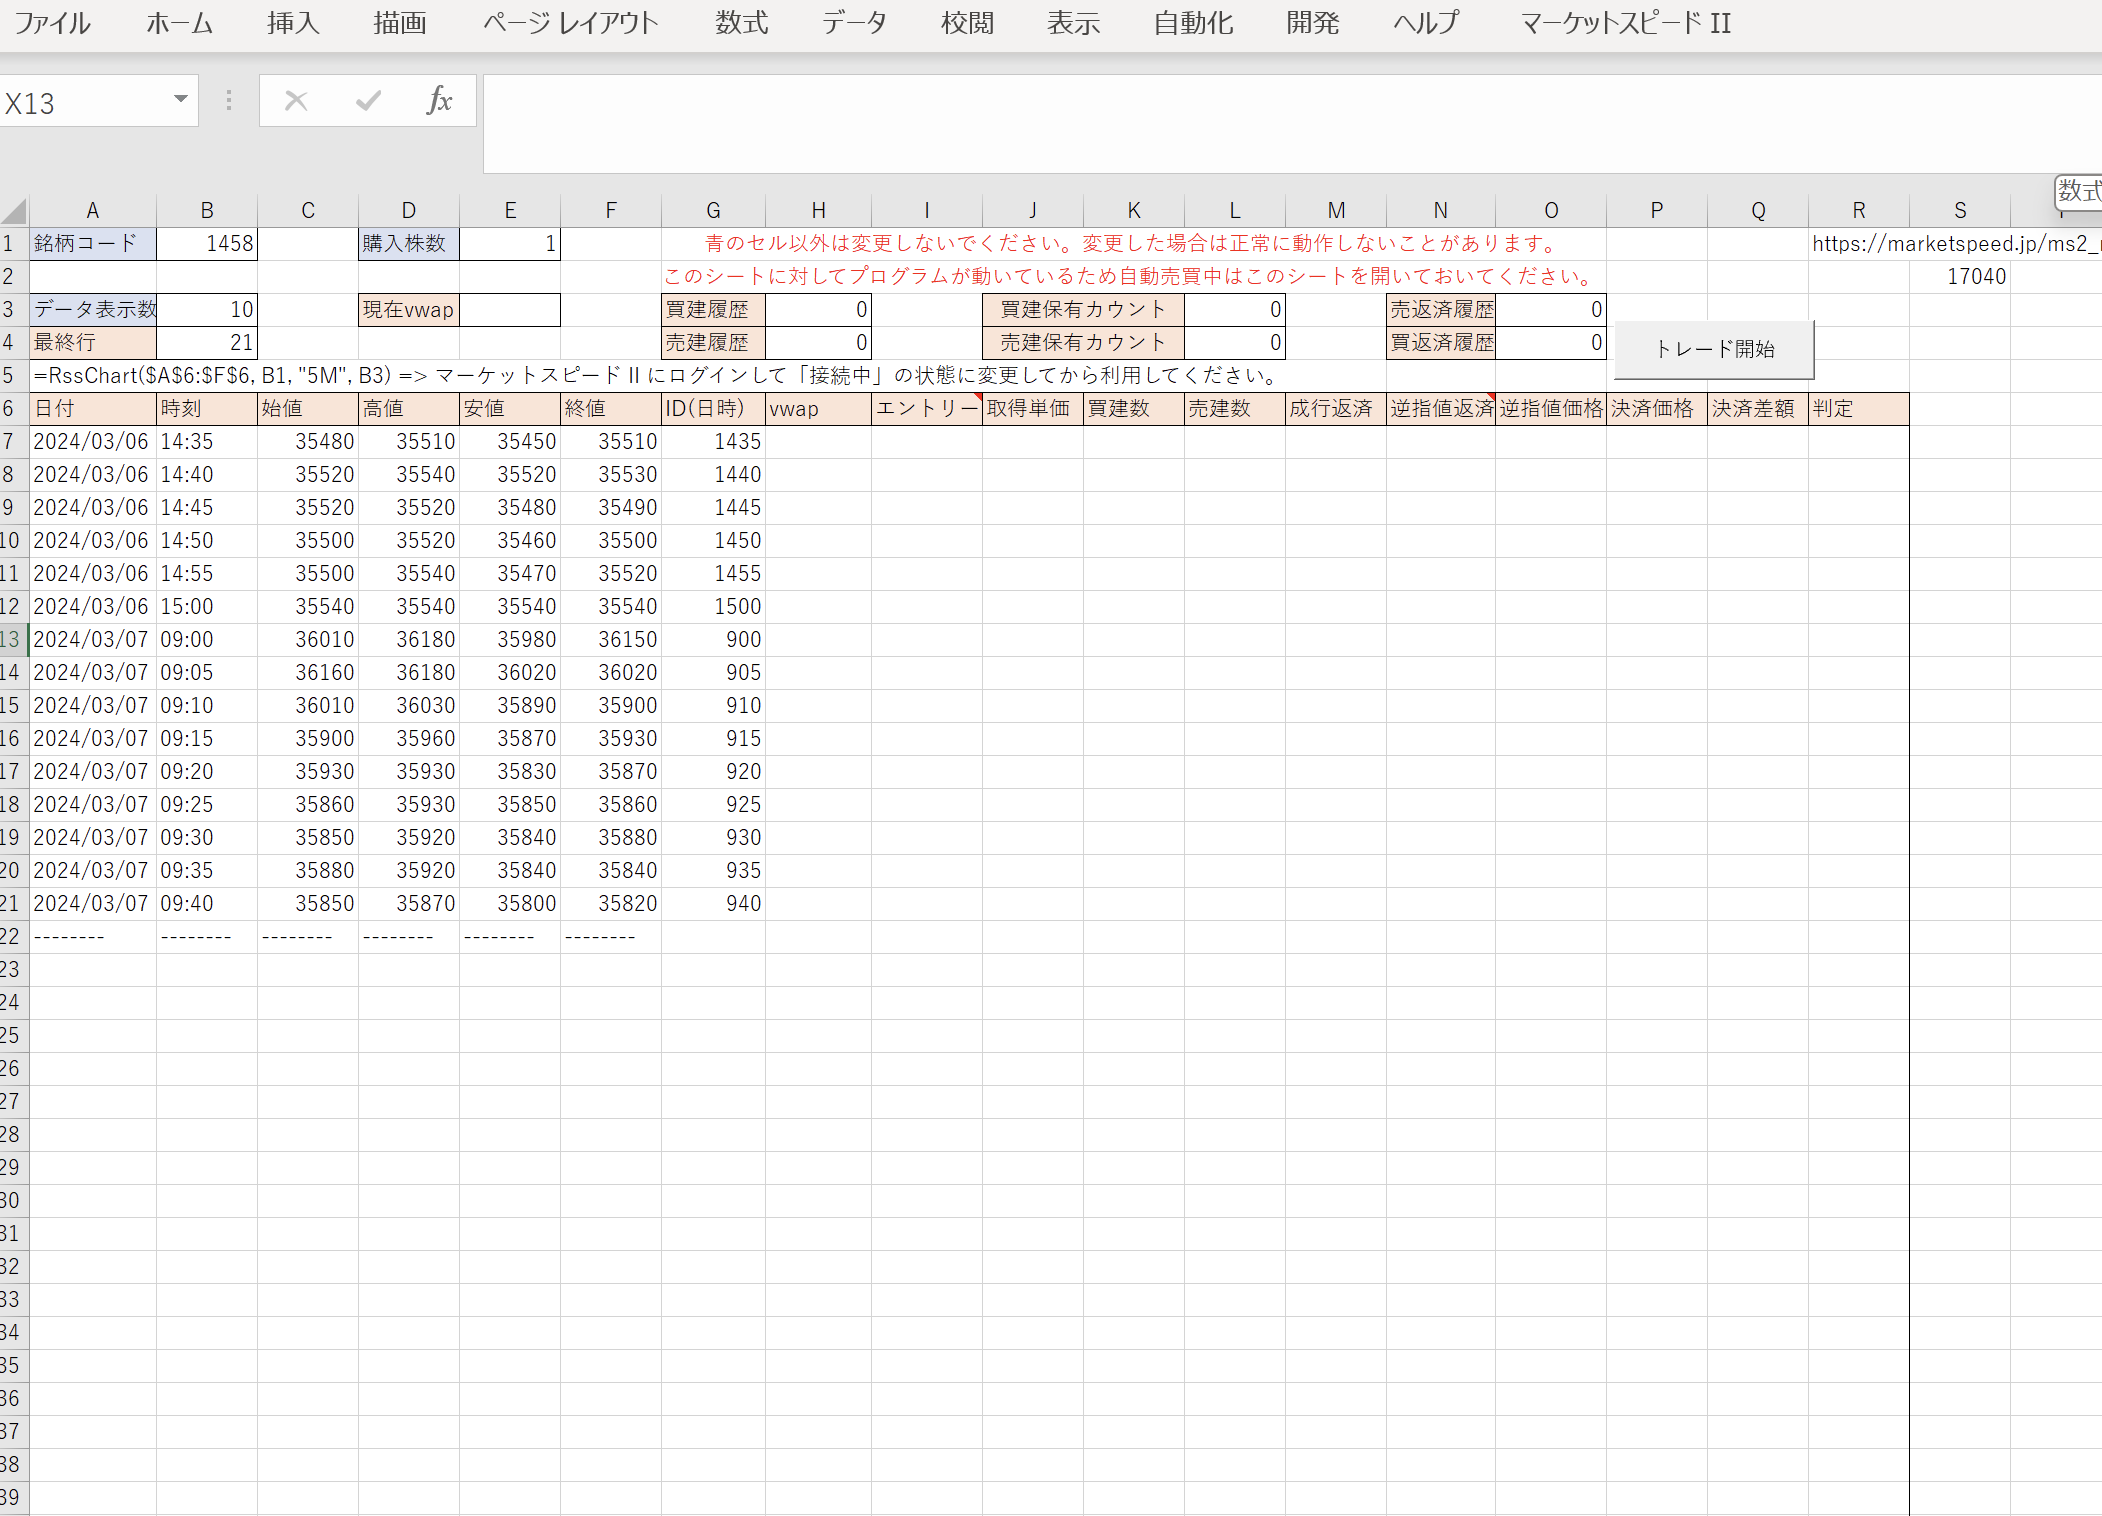 ファイル ホーム 挿入 描画 ページ レイアウト 数式 データ 校閲 表示 自動化 開発 ヘルプ マーケットスピード II
X13 fx
数式
A B C D E F G H I J K L M N O P Q R S
1 銘柄コード 1458 購入株数 1 青のセル以外は変更しないでください。変更した場合は正常に動作しないことがあります。 https://marketspeed.jp/ms2_
2 このシートに対してプログラムが動いているため自動売買中はこのシートを開いておいてください。 17040
3 データ表示数 10 現在vwap 買建履歴 0 買建保有カウント 0 売返済履歴 0
4 最終行 21 売建履歴 0 売建保有カウント 0 買返済履歴 0 トレード開始
5 =RssChart($A$6:$F$6, B1, "5M", B3) => マーケットスピード II にログインして「接続中」の状態に変更してから利用してください。
6 日付 時刻 始値 高値 安値 終値 ID(日時) vwap エントリー 取得単価 買建数 売建数 成行返済 逆指値返済 逆指値価格 決済価格 決済差額 判定
7 2024/03/06 14:35 35480 35510 35450 35510 1435
8 2024/03/06 14:40 35520 35540 35520 35530 1440
9 2024/03/06 14:45 35520 35520 35480 35490 1445
10 2024/03/06 14:50 35500 35520 35460 35500 1450
11 2024/03/06 14:55 35500 35540 35470 35520 1455
12 2024/03/06 15:00 35540 35540 35540 35540 1500
13 2024/03/07 09:00 36010 36180 35980 36150 900
14 2024/03/07 09:05 36160 36180 36020 36020 905
15 2024/03/07 09:10 36010 36030 35890 35900 910
16 2024/03/07 09:15 35900 35960 35870 35930 915
17 2024/03/07 09:20 35930 35930 35830 35870 920
18 2024/03/07 09:25 35860 35930 35850 35860 925
19 2024/03/07 09:30 35850 35920 35840 35880 930
20 2024/03/07 09:35 35880 35920 35840 35840 935
21 2024/03/07 09:40 35850 35870 35800 35820 940
22 -------- -------- -------- -------- -------- --------
23
24
25
26
27
28
29
30
31
32
33
34
35
36
37
38
39